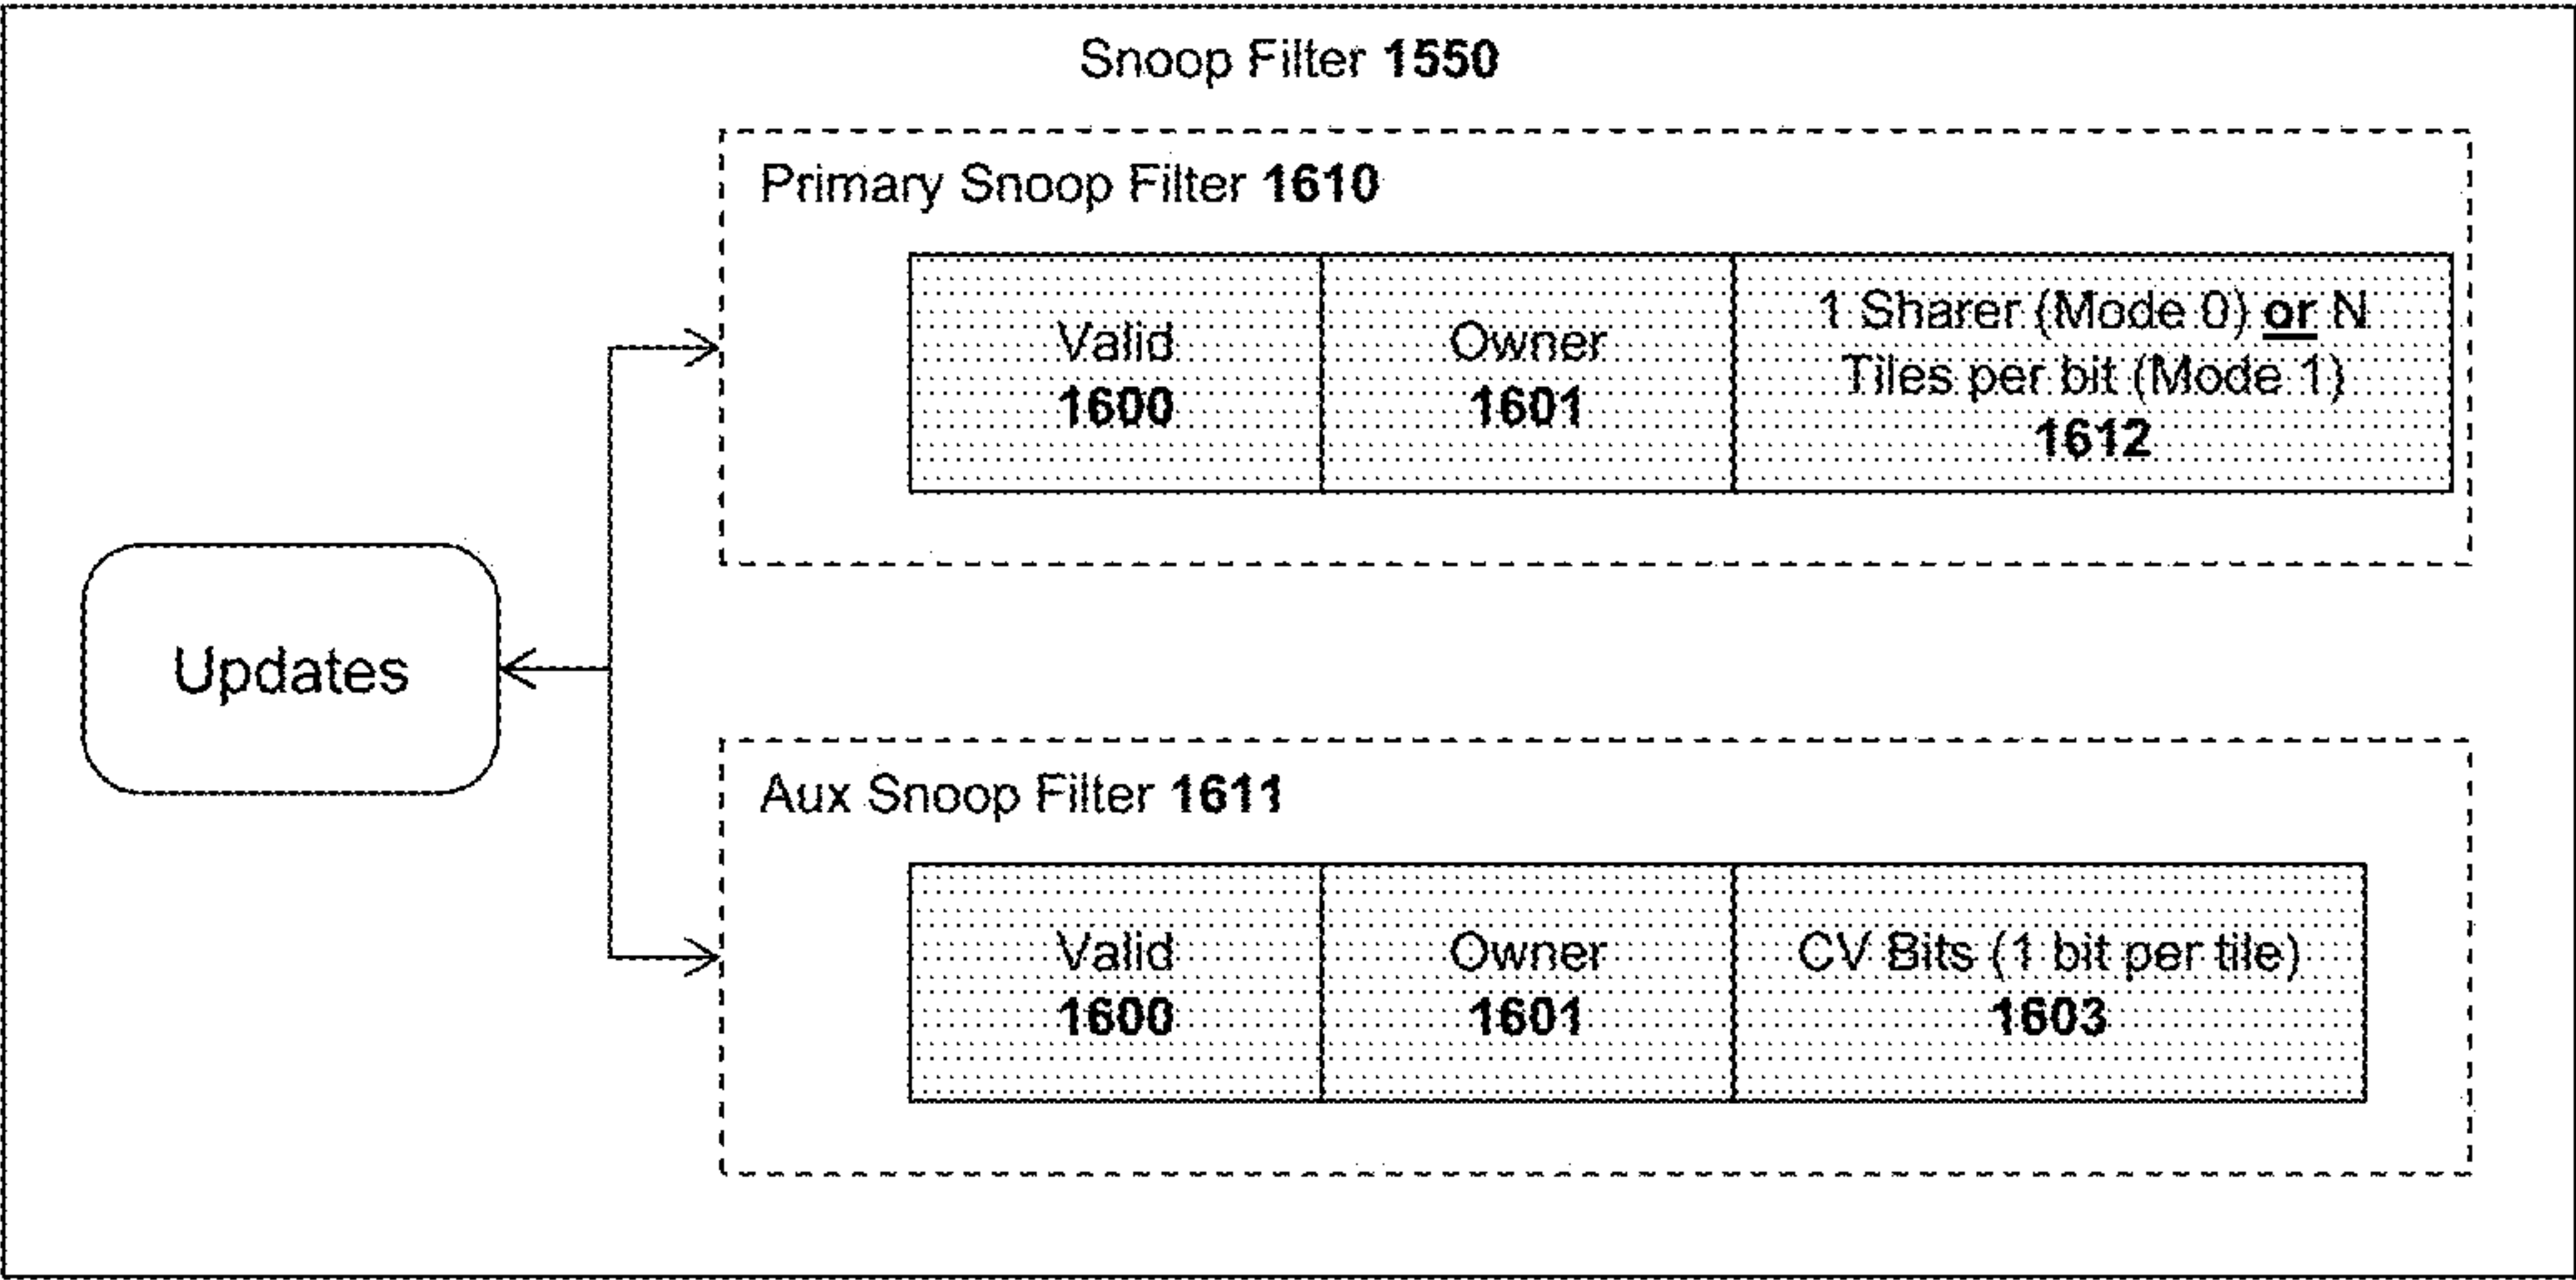 Snoop Filter 1550
Primary Snoop Filter 1610
Valid
1600
Owner
1601
1 Sharer (Mode 0) or N
Tiles per bit (Mode 1)
1612
Updates
Aux Snoop Filter 1611
Valid
1600
Owner
1601
CV Bits (1 bit per tile)
1603